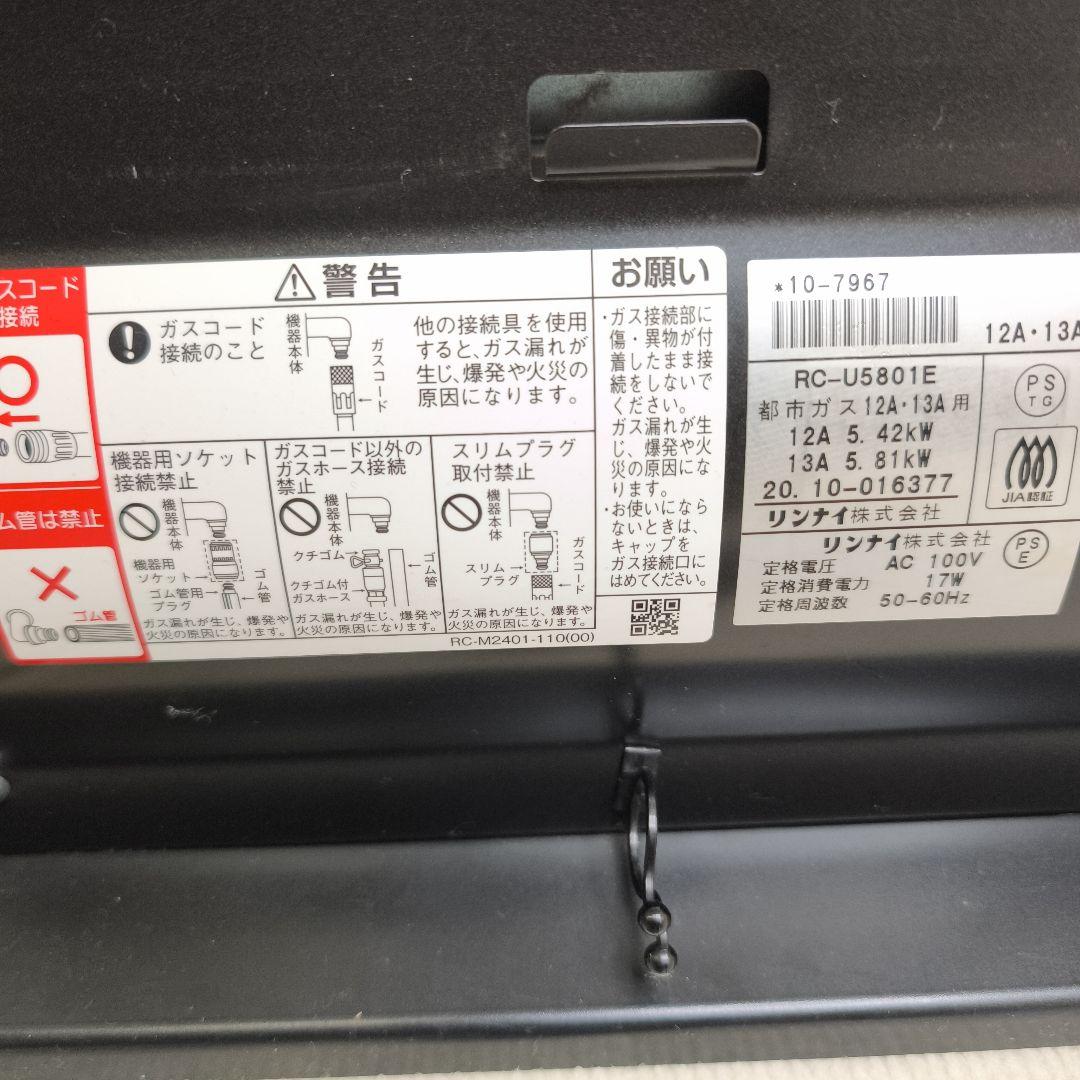 スコード
接続
ム管は禁止
ゴム管
警告
ガスコード
接続のこと
機器本体
ガスコード
他の接続具を使用
すると、ガス漏れが
生じ、爆発や火災の
原因になります。
機器用ソケット
接続禁止
機器本体
機器用
ソケット
ゴム管用
プラグ
ゴム管
ガス漏れが生じ、爆発や
火災の原因になります。
ガスコード以外の
ガスホース接続
禁止
機器本体
クチゴム
クチゴム付
ガスホース
ゴム管
ガス漏れが生じ、爆発や
火災の原因になります。
スリムプラグ
取付禁止
機器本体
スリム
プラグ
ガスコード
ガス漏れが生じ、爆発や
火災の原因になります。
RC-M2401-110(00)
お願い
・ガス接続部に
傷・異物が付
着したまま接
続をしないで
ください。
ガス漏れが生
じ、爆発や火
災の原因にな
ります。
・お使いになら
ないときは、
キャップを
ガス接続口に
はめてください。
*10-7967
12A・13A
RC-U5801E
都市ガス12A・13A用
12A 5.42kW
13A 5.81kW
20.10-016377
リンナイ株式会社
PS
TG
JIA認証
リンナイ株式会社
PS
E
定格電圧 AC 100V
定格消費電力 17W
定格周波数 50-60Hz